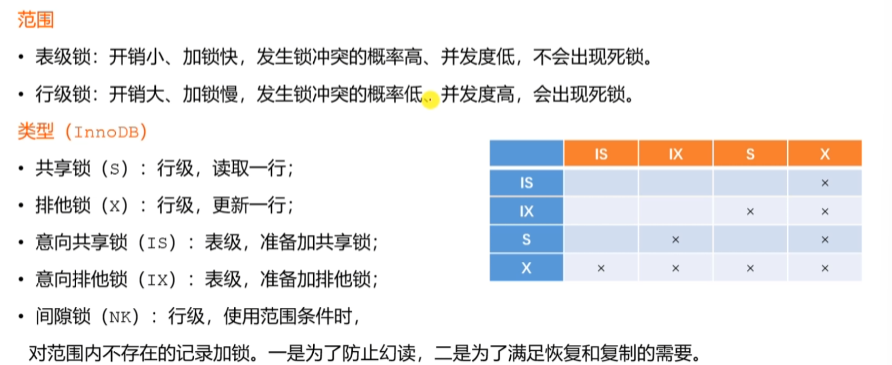 范围
• 表级锁：开销小、加锁快，发生锁冲突的概率高、并发度低，不会出现死锁。
• 行级锁：开销大、加锁慢，发生锁冲突的概率低、并发度高，会出现死锁。
类型（InnoDB）
• 共享锁（S）：行级，读取一行；
• 排他锁（X）：行级，更新一行；
• 意向共享锁（IS）：表级，准备加共享锁；
• 意向排他锁（IX）：表级，准备加排他锁；
• 间隙锁（NK）：行级，使用范围条件时，
对范围内不存在的记录加锁。一是为了防止幻读，二是为了满足恢复和复制的需要。
IS IX S X
IS ×
IX × ×
S × ×
X × × × ×